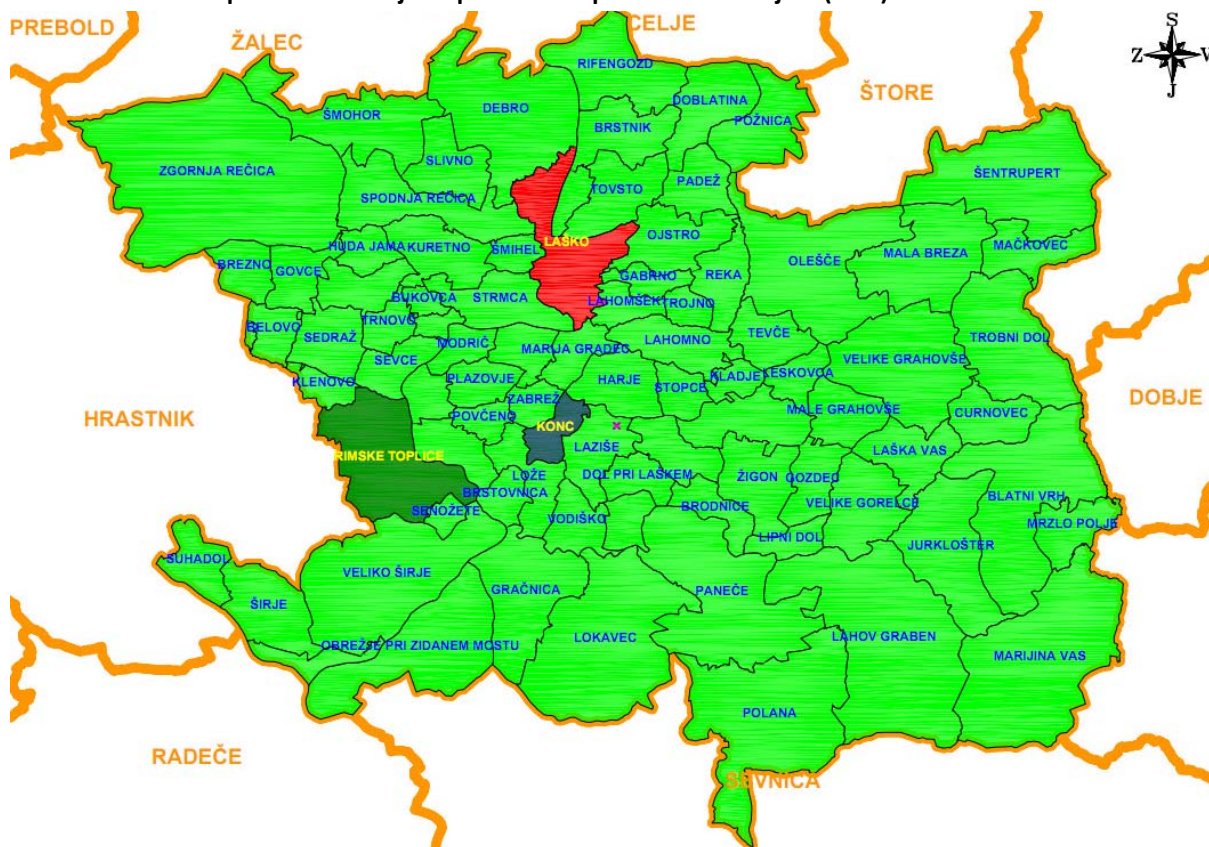 PREBOLD
ŽALEC
CELJE
S
Z
V
J
ŠTORE
RIFENGOZD
DEBRO
DOBLATINA
ŠMOHOR
BRSTNIK
POŽNICA
SLIVNO
ZGORNJA REČICA
ŠENTRUPERT
SPODNJA REČICA
TOVSTO
PADEŽ
OJSTRO
LAŠKO
HUDA JAMA
KURETNO
ŠMIHEL
MAČKOVEC
MALA BREZA
OLEŠČE
BREZNO
GOVCE
GABRNO
REKA
BUKOVCA
STRMCA
LAHOMŠEK
TROJNO
BELOVO
SEDRAŽ
TRNOVO
TEVČE
TROBNI DOL
MODRIČ
MARIJA GRADEC
LAHOMNO
SEVCE
VELIKE GRAHOVŠE
KLENOVO
PLAZOVJE
HARJE
STOPCE
KLADJE
LESKOVCA
DOBJE
ZABREŽ
HRASTNIK
POVČENO
KONC
MALE GRAHOVŠE
CURNOVEC
LAZIŠE
LAŠKA VAS
RIMSKE TOPLICE
LOŽE
DOL PRI LAŠKEM
ŽIGON
GOZDEC
BRSTOVNICA
BLATNI VRH
SENOŽETE
VODIŠKO
BRODNICE
VELIKE GORELCE
MRZLO POLJE
LIPNI DOL
JURKLOŠTER
SUHADOL
VELIKO ŠIRJE
GRAČNICA
PANEČE
ŠIRJE
OBREŽJE PRI ZIDANEM MOSTU
LOKAVEC
LAHOV GRABEN
MARIJINA VAS
POLANA
RADEČE
SEVNICA